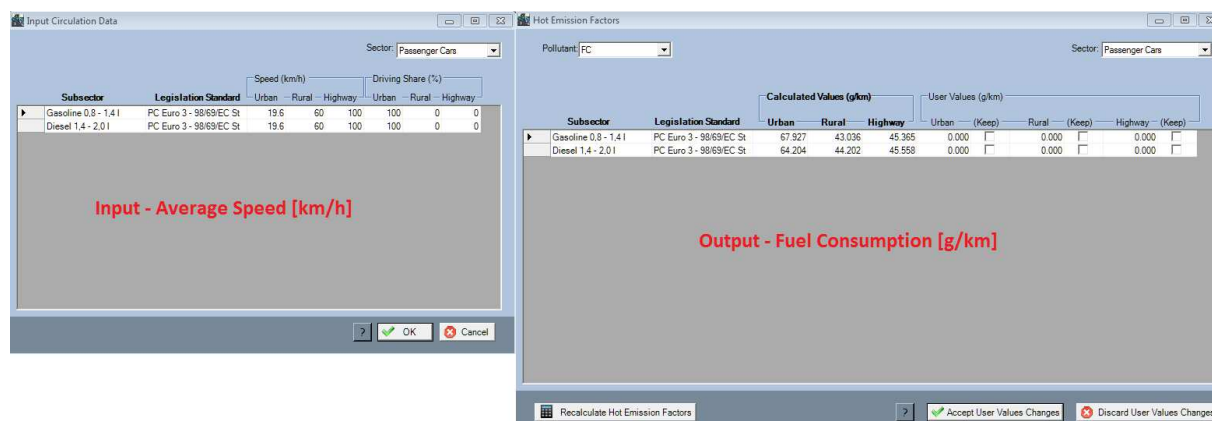 Input Circulation Data
Sector: Passenger Cars
Speed (km/h) Driving Share (%)
Subsector Legislation Standard Urban Rural Highway Urban Rural Highway
Gasoline 0,8 - 1,4 l PC Euro 3 - 98/69/EC St 19.6 60 100 100 0 0
Diesel 1,4 - 2,0 l PC Euro 3 - 98/69/EC St 19.6 60 100 100 0 0
Input - Average Speed [km/h]
? OK Cancel
Hot Emission Factors
Pollutant: FC Sector: Passenger Cars
Calculated Values (g/km) User Values (g/km)
Subsector Legislation Standard Urban Rural Highway Urban (Keep) Rural (Keep) Highway (Keep)
Gasoline 0,8 - 1,4 l PC Euro 3 - 98/69/EC St 67.927 43.036 45.365 0.000 0.000 0.000
Diesel 1,4 - 2,0 l PC Euro 3 - 98/69/EC St 64.204 44.202 45.558 0.000 0.000 0.000
Output - Fuel Consumption [g/km]
Recalculate Hot Emission Factors ? Accept User Values Changes Discard User Values Changes